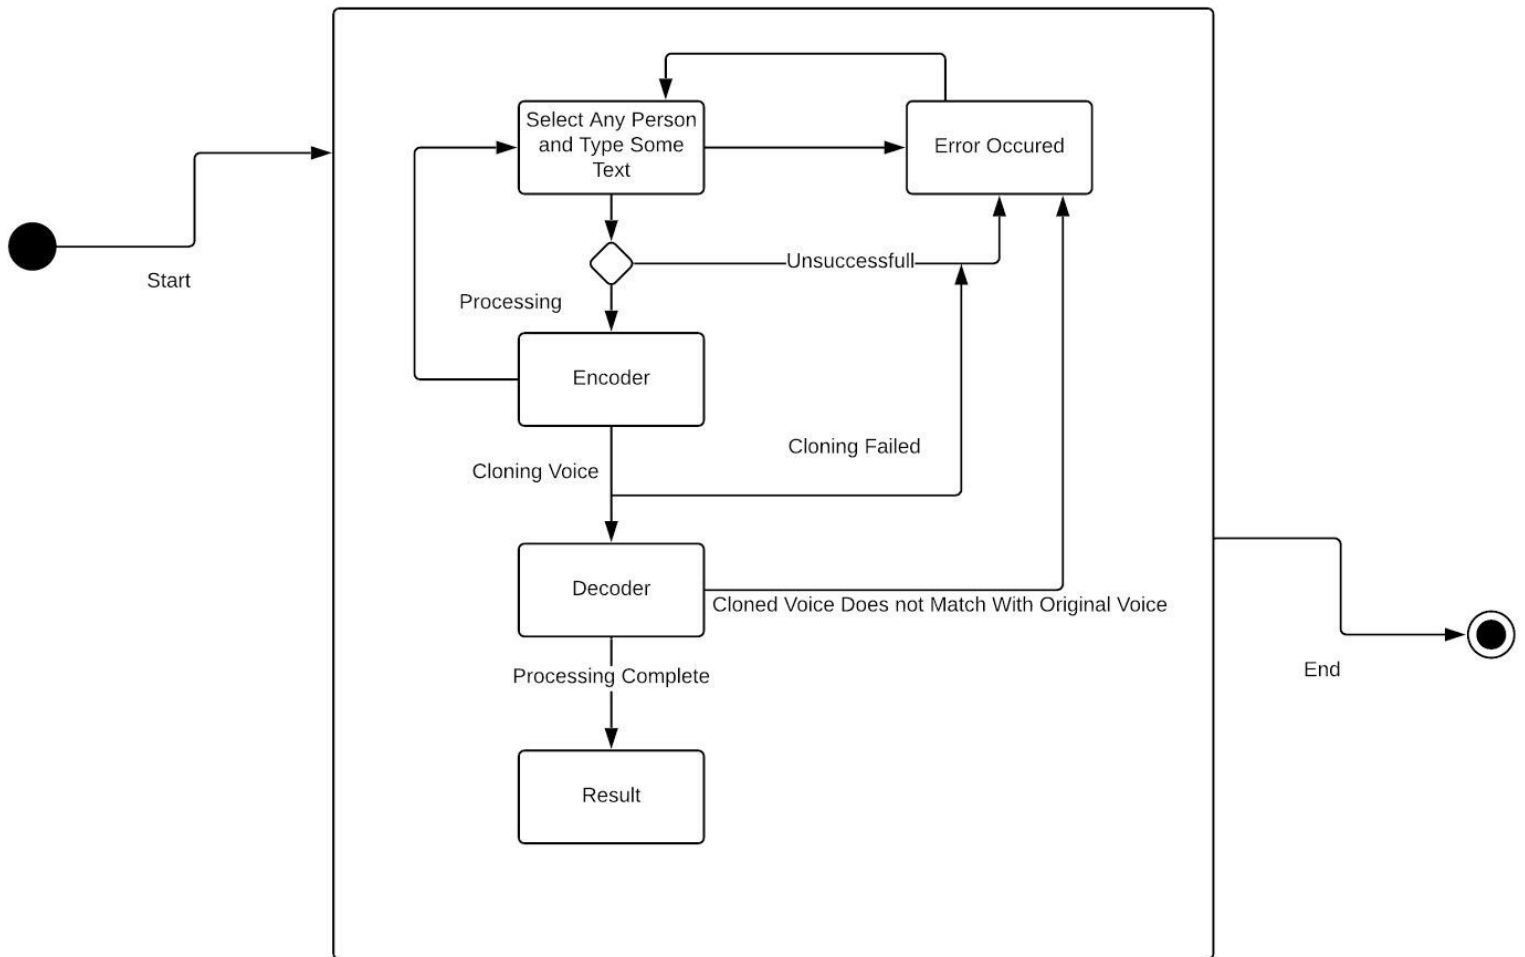 Select Any Person
and Type Some
Text
Error Occured
Start
Unsuccessfull
Processing
Encoder
Cloning Failed
Cloning Voice
Decoder
Cloned Voice Does not Match With Original Voice
Processing Complete
End
Result